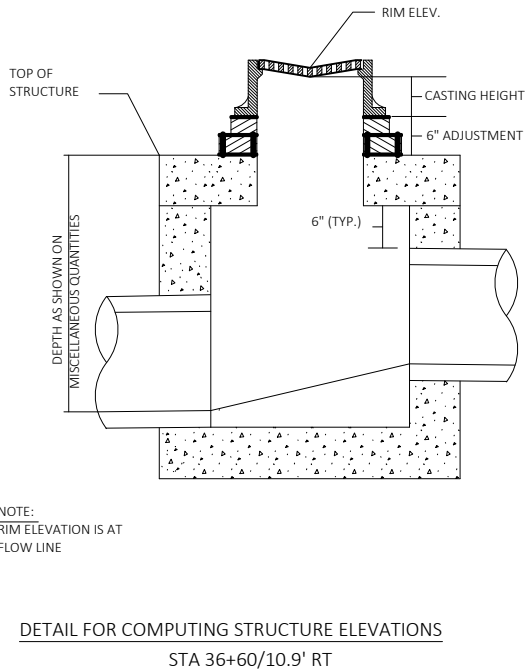 RIM ELEV.
TOP OF
STRUCTURE
CASTING HEIGHT
6" ADJUSTMENT
6" (TYP.)
DEPTH AS SHOWN ON
MISCELLANEOUS QUANTITIES
NOTE:
RIM ELEVATION IS AT
FLOW LINE
DETAIL FOR COMPUTING STRUCTURE ELEVATIONS
STA 36+60/10.9' RT